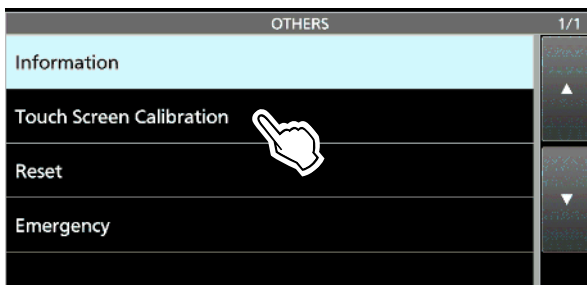 OTHERS 1/1
Information
Touch Screen Calibration
Reset
Emergency